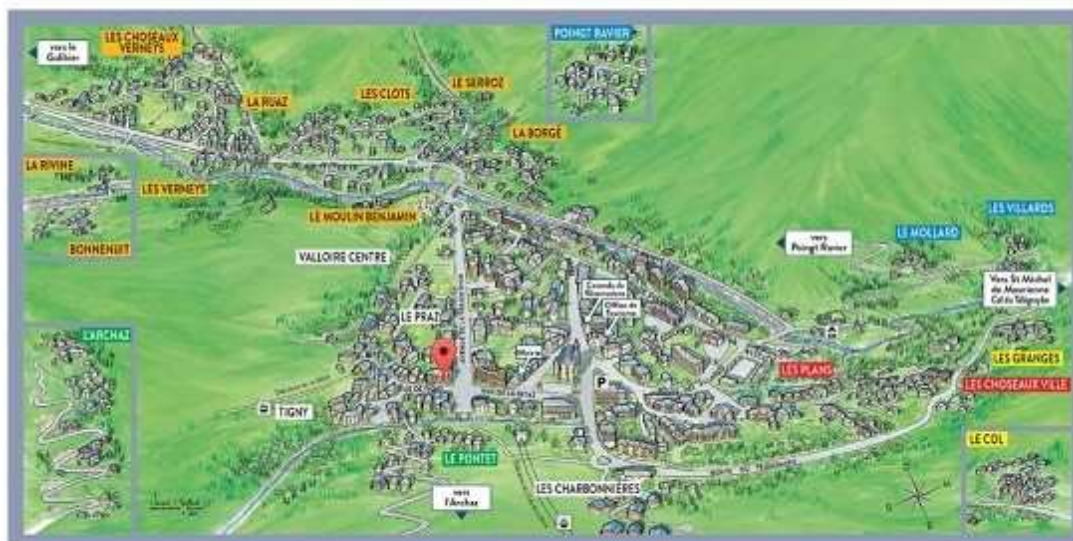 vers le
Galibier
LES CHOSEAUX
VERNEYS
POINGT RAVIER
LE SERROZ
LES CLOTS
LA RUAZ
LA BORGÉ
LA RIVINE
LES VERNEYS
LE MOULIN BENJAMIN
BONNENUIT
VALLOIRE CENTRE
LES VILLARDS
LE MOLLARD
vers
Poingt Ravier
Vers St Michel
de Maurienne
Col du Télégraphe
LE PRAZ
Office de
Tourisme
Mairie
L'ARCHAZ
LES PLANS
LES GRANGES
LES CHOSEAUX VILLE
P
TIGNY
LE PONTET
LE COL
LES CHARBONNIÈRES
vers
l'Archaz